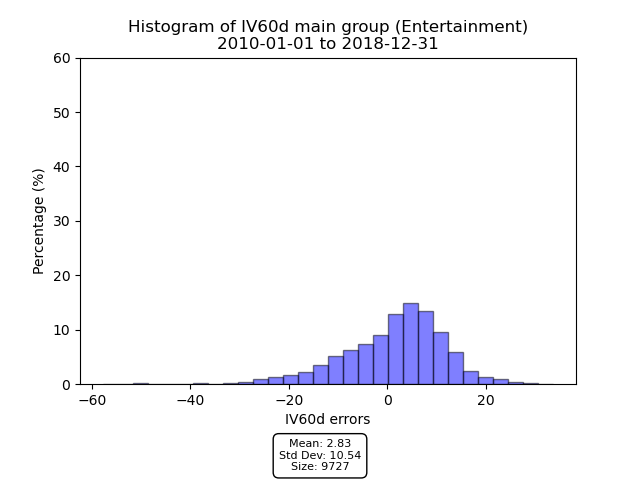 Histogram of IV60d main group (Entertainment)
2010-01-01 to 2018-12-31
60
50
40
30
20
10
0
Percentage (%)
−60
−40
−20
0
20
IV60d errors
Mean: 2.83
Std Dev: 10.54
Size: 9727